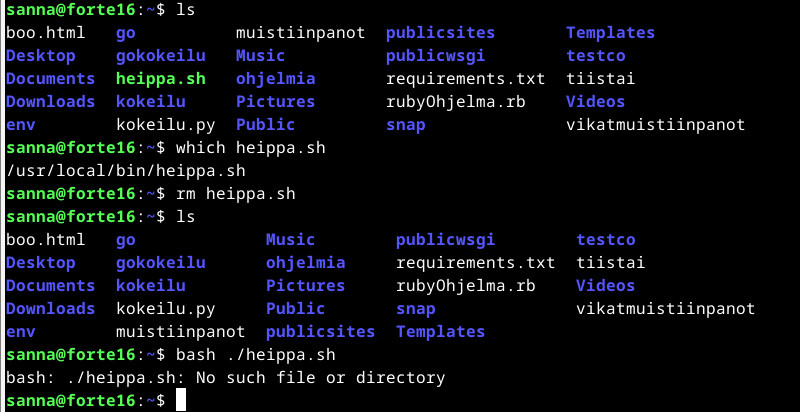 sanna@forte16:~$ ls
boo.html go muistiinpanot publicsites Templates
Desktop gokokeilu Music publicwsgi testco
Documents heippa.sh ohjelmia requirements.txt tiistai
Downloads kokeilu Pictures rubyOhjelma.rb Videos
env kokeilu.py Public snap vikatmuistiinpanot
sanna@forte16:~$ which heippa.sh
/usr/local/bin/heippa.sh
sanna@forte16:~$ rm heippa.sh
sanna@forte16:~$ ls
boo.html go Music publicwsgi testco
Desktop gokokeilu ohjelmia requirements.txt tiistai
Documents kokeilu Pictures rubyOhjelma.rb Videos
Downloads kokeilu.py Public snap vikatmuistiinpanot
env muistiinpanot publicsites Templates
sanna@forte16:~$ bash ./heippa.sh
bash: ./heippa.sh: No such file or directory
sanna@forte16:~$